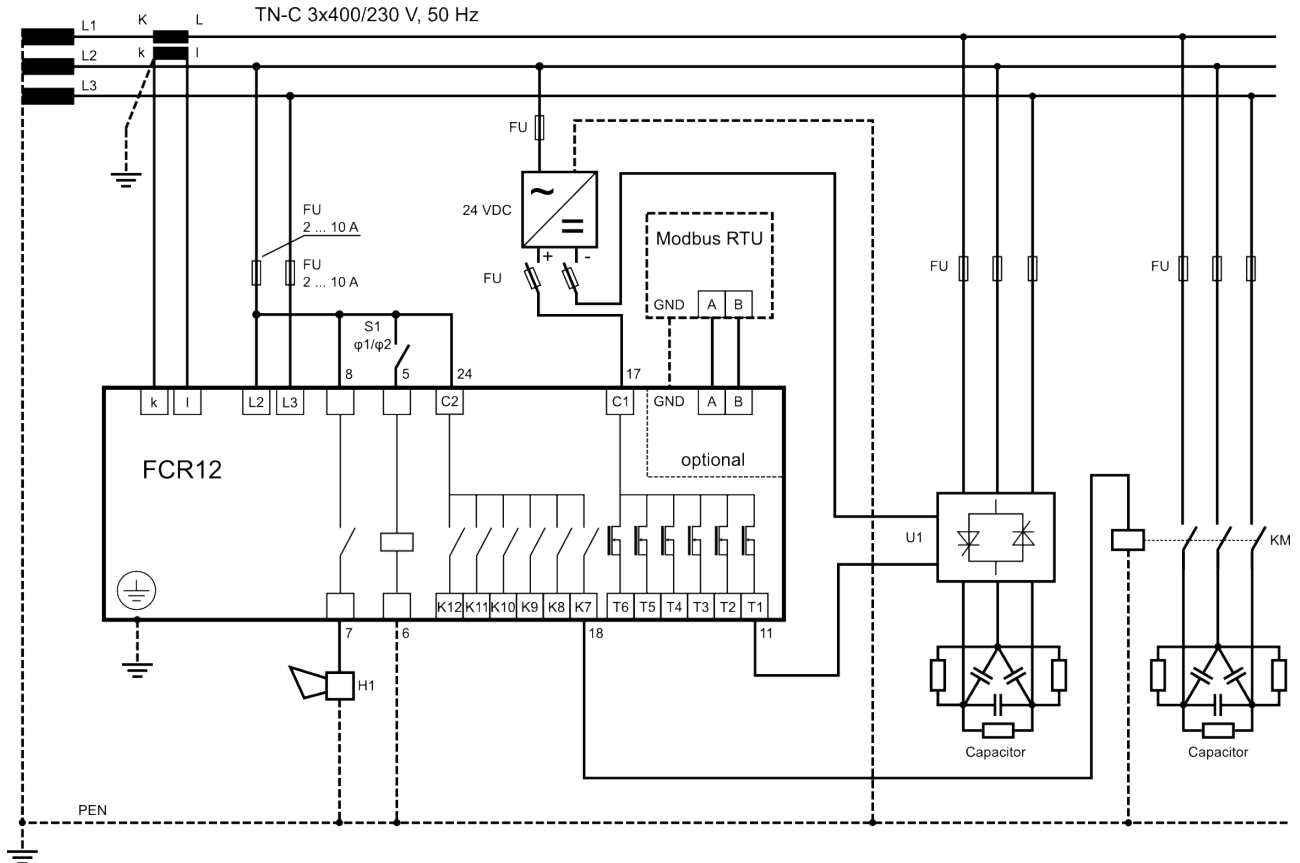 TN-C 3x400/230 V, 50 Hz
L1
K
L
L2
k
l
L3
FU
FU
2 ... 10 A
24 VDC
Modbus RTU
FU
2 ... 10 A
FU
+
-
GND
A
B
FU
FU
S1
φ1/φ2
8
5
24
17
k
l
L2
L3
C2
C1
GND
A
B
FCR12
optional
U1
KM
K12
K11
K10
K9
K8
K7
T6
T5
T4
T3
T2
T1
7
6
18
11
H1
Capacitor
Capacitor
PEN